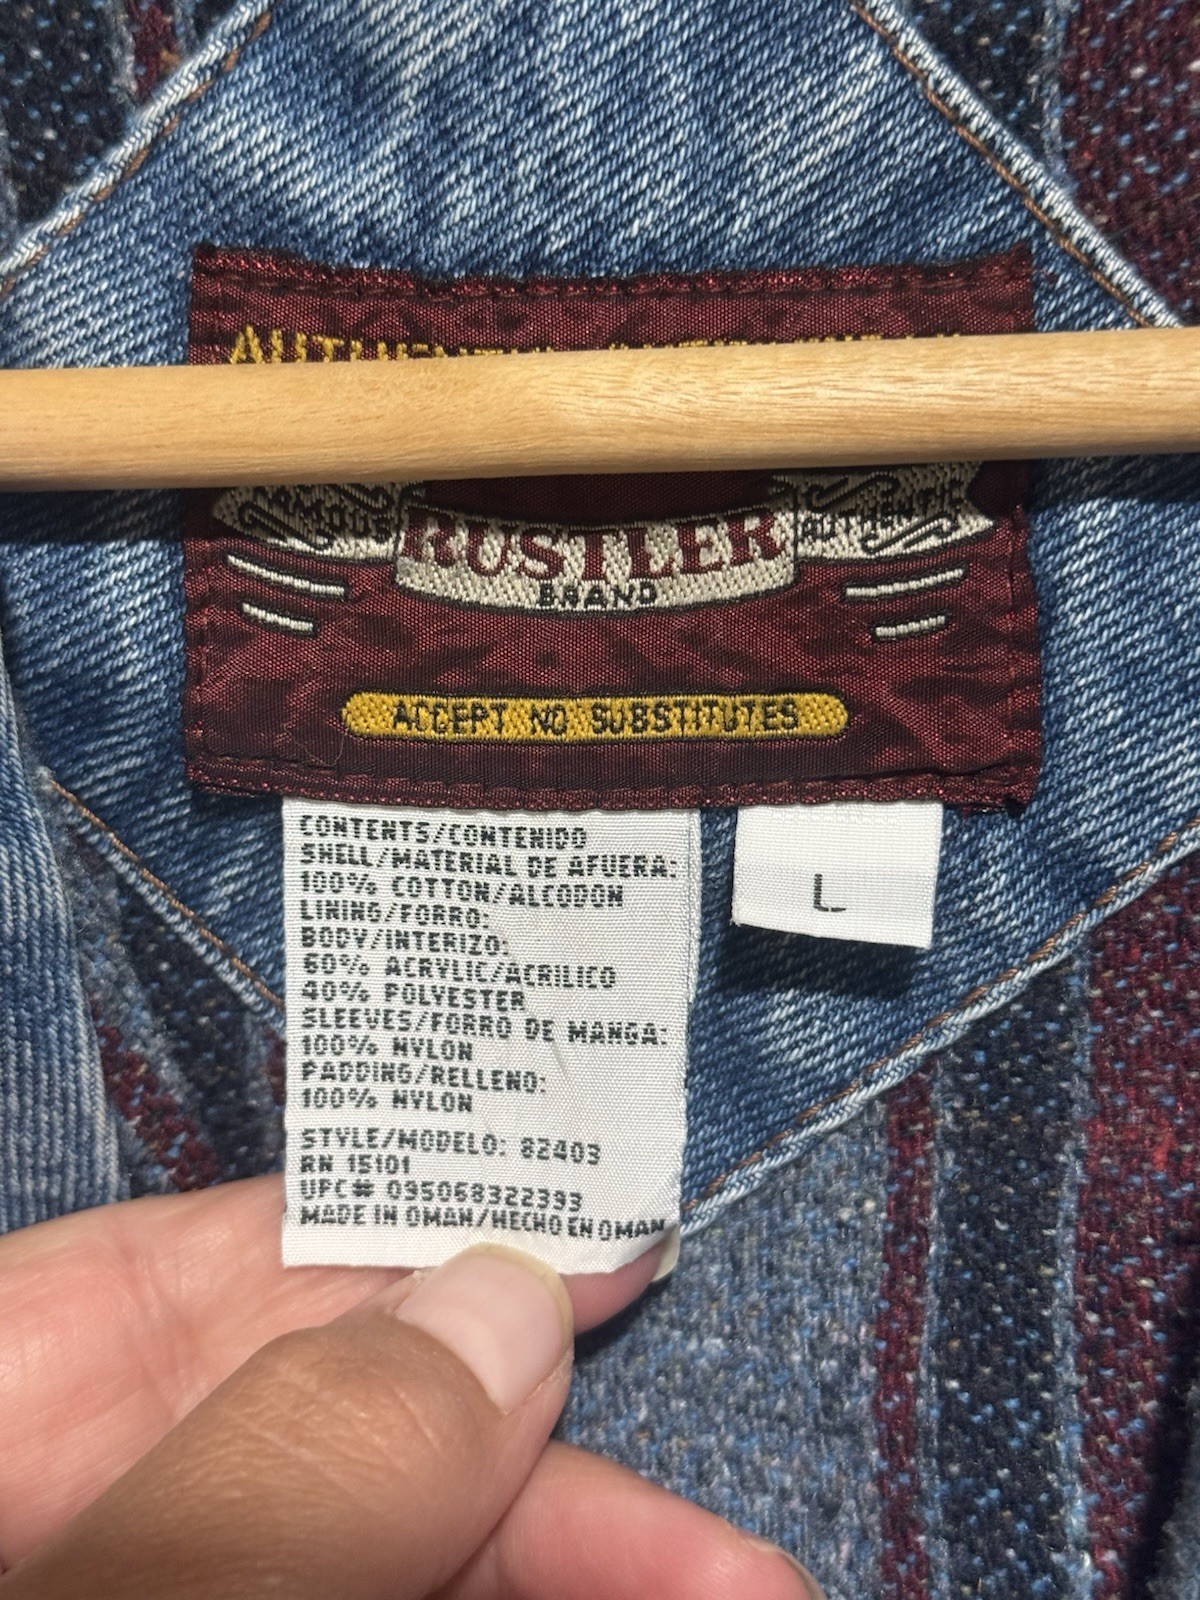 FAMOUS
AUTHENTIC
RUSTLER
BRAND
ACCEPT NO SUBSTITUTES
CONTENTS/CONTENIDO
SHELL/MATERIAL DE AFUERA:
100% COTTON/ALCODON
LINING/FORRO:
BODY/INTERIZO:
60% ACRYLIC/ACRILICO
40% POLYESTER
SLEEVES/FORRO DE MANGA:
100% NYLON
PADDING/RELLENO:
100% NYLON
STYLE/MODELO: 82403
RN 15101
UPC# 095068322393
MADE IN OMAN/HECHO EN OMAN
L